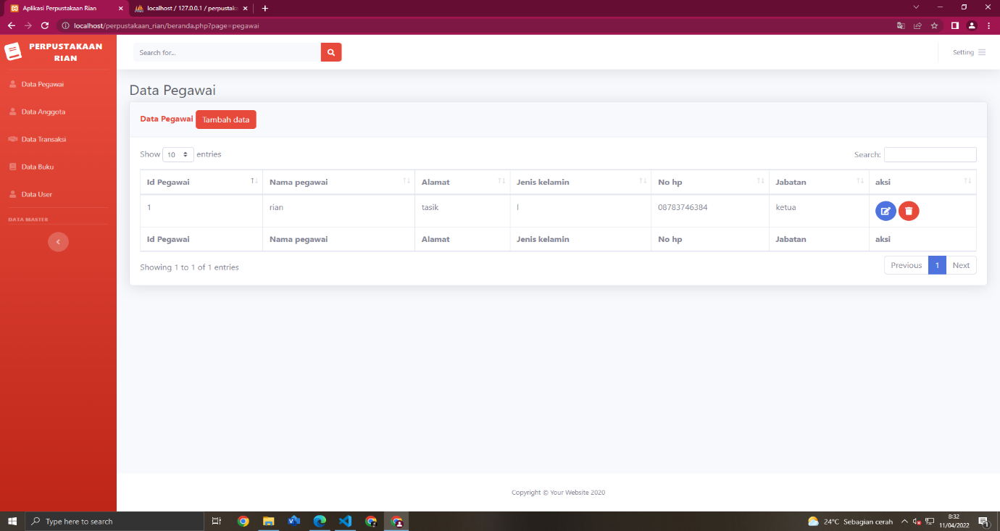 Aplikasi Perpustakaan Rian
localhost / 127.0.0.1 / perpustak
localhost/perpustakaan_rian/beranda.php?page=pegawai
PERPUSTAKAAN
RIAN
Search for...
Setting
Data Pegawai
Data Anggota
Data Transaksi
Data Buku
Data User
DATA MASTER
Data Pegawai
Data Pegawai Tambah data
Show 10 entries Search:
Id Pegawai Nama pegawai Alamat Jenis kelamin No hp Jabatan aksi
1 rian tasik l 08783746384 ketua
Id Pegawai Nama pegawai Alamat Jenis kelamin No hp Jabatan aksi
Showing 1 to 1 of 1 entries
Previous 1 Next
Copyright © Your Website 2020
Type here to search
24°C Sebagian cerah
8:32
11/04/2022
1